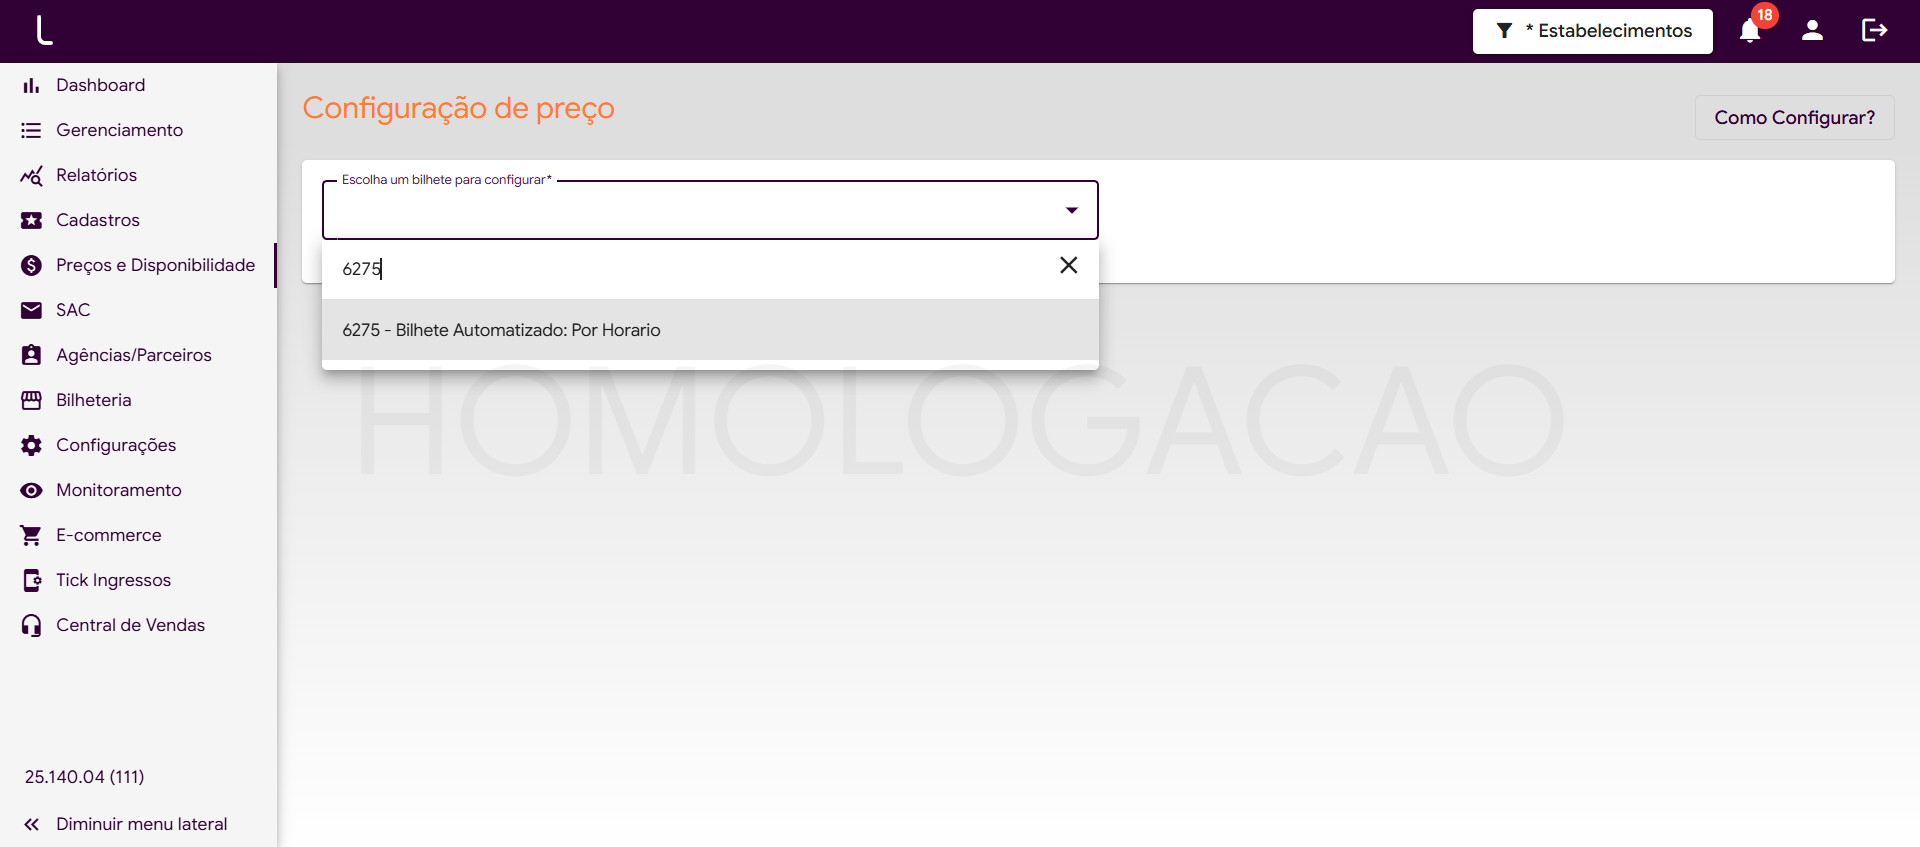 * Estabelecimentos
18
Dashboard
Gerenciamento
Relatórios
Cadastros
Preços e Disponibilidade
SAC
Agências/Parceiros
Bilheteria
Configurações
Monitoramento
E-commerce
Tick Ingressos
Central de Vendas
25.140.04 (111)
Diminuir menu lateral
Configuração de preço
Como Configurar?
Escolha um bilhete para configurar*
6275
6275 - Bilhete Automatizado: Por Horario
HOMOLOGACAO